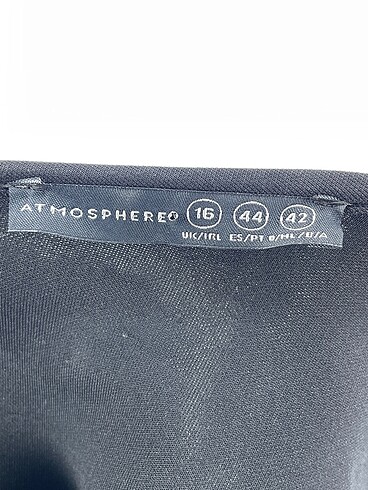 ATMOSPHERE® 16 44 42
UK/IRL ES/PT D/NL/B/A